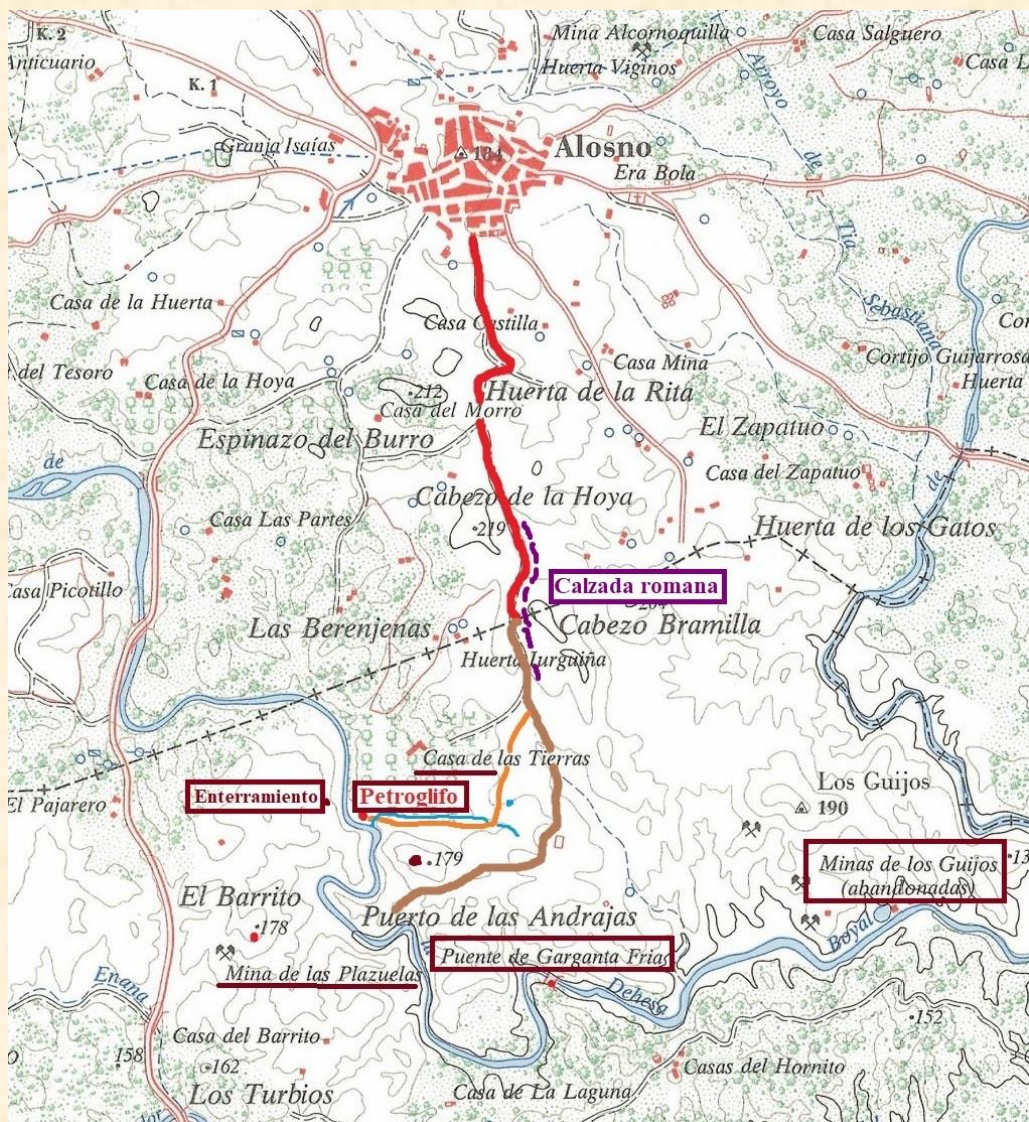 K. 2
Anticuario
K. 1
Mina Alcornoquilla
Huerta Viginos
Casa Salguero
Casa L
Arroyo
de
Tía
Sebastiana
Granja Isaías
184
Alosno
Era Bola
Casa de la Huerta
Casa Castilla
Casa Mina
Cortijo Guijarrosa
Huerta
del Tesoro
Casa de la Hoya
212
Huerta de la Rita
Casa del Morro
Espinazo del Burro
El Zapatuo
Casa del Zapatuo
de
de
Cabezo de la Hoya
219
Casa Las Partes
Huerta de los Gatos
Casa Picotillo
Calzada romana
Las Berenjenas
Cabezo Bramilla
Huerta Jurguiña
Casa de las Tierras
El Pajarero
Enterramiento
Petroglifo
Los Guijos
190
179
Minas de los Guijos
(abandonadas)
13
El Barrito
178
Puerto de las Andrajas
Boyal
Mina de las Plazuelas
Puente de Garganta Frias
Dehesa
Enana
Casa del Barrito
158
162
Los Turbios
Casa de La Laguna
Casas del Hornito
152